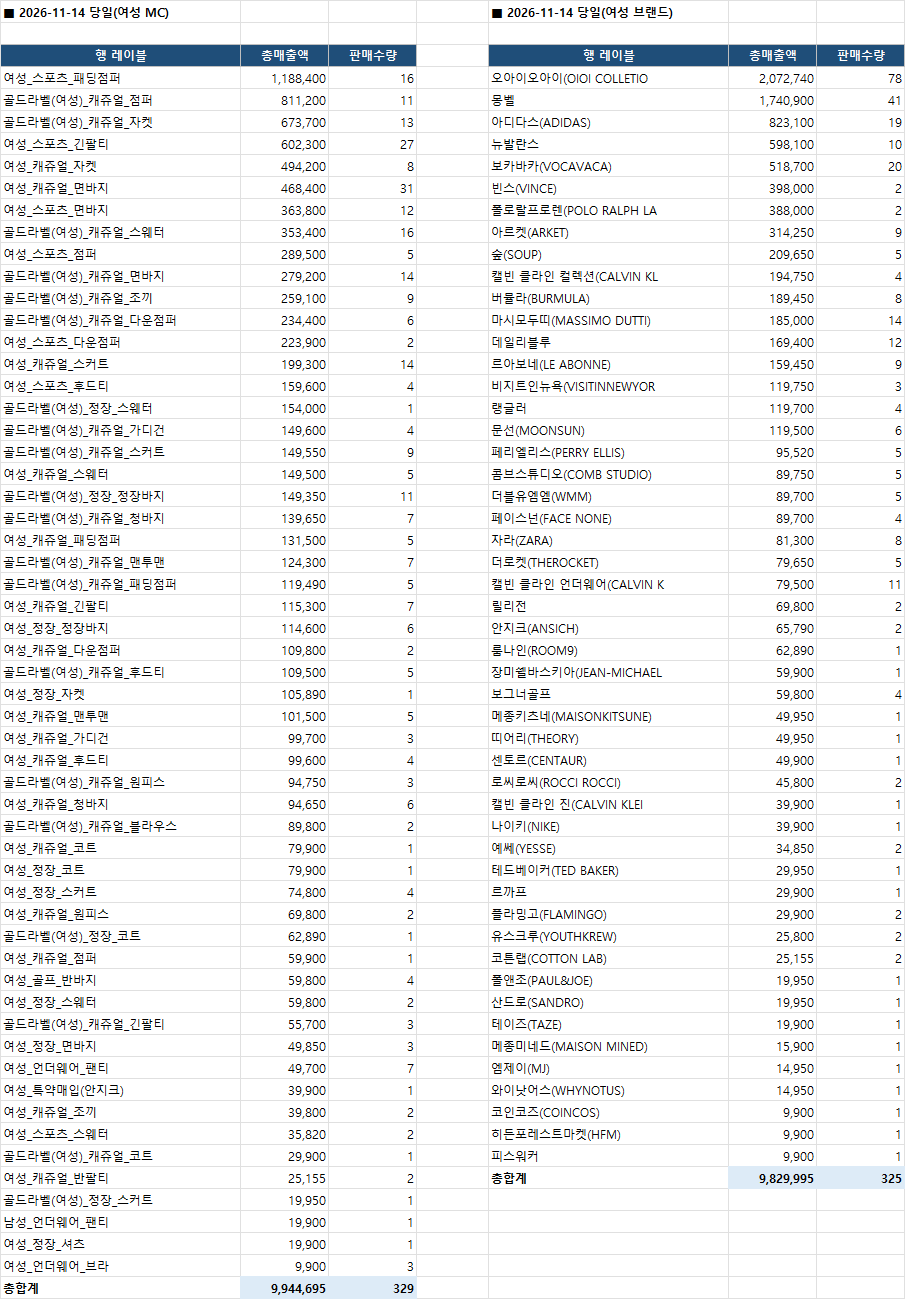 ■ 2026-11-14 당일(여성 MC)
행 레이블 총매출액 판매수량
여성_스포츠_패딩점퍼 1,188,400 16
골드라벨(여성)_캐쥬얼_점퍼 811,200 11
골드라벨(여성)_캐쥬얼_자켓 673,700 13
여성_스포츠_긴팔티 602,300 27
여성_캐쥬얼_자켓 494,200 8
여성_캐쥬얼_면바지 468,400 31
여성_스포츠_면바지 363,800 12
골드라벨(여성)_캐쥬얼_스웨터 353,400 16
여성_스포츠_점퍼 289,500 5
골드라벨(여성)_캐쥬얼_면바지 279,200 14
골드라벨(여성)_캐쥬얼_조끼 259,100 9
골드라벨(여성)_캐쥬얼_다운점퍼 234,400 6
여성_스포츠_다운점퍼 223,900 2
여성_캐쥬얼_스커트 199,300 14
여성_스포츠_후드티 159,600 4
골드라벨(여성)_정장_스웨터 154,000 1
골드라벨(여성)_캐쥬얼_가디건 149,600 4
골드라벨(여성)_캐쥬얼_스커트 149,550 9
여성_캐쥬얼_스웨터 149,500 5
골드라벨(여성)_정장_정장바지 149,350 11
골드라벨(여성)_캐쥬얼_청바지 139,650 7
여성_캐쥬얼_패딩점퍼 131,500 5
골드라벨(여성)_캐쥬얼_맨투맨 124,300 7
골드라벨(여성)_캐쥬얼_패딩점퍼 119,490 5
여성_캐쥬얼_긴팔티 115,300 7
여성_정장_정장바지 114,600 6
여성_캐쥬얼_다운점퍼 109,800 2
골드라벨(여성)_캐쥬얼_후드티 109,500 5
여성_정장_자켓 105,890 1
여성_캐쥬얼_맨투맨 101,500 5
여성_캐쥬얼_가디건 99,700 3
여성_캐쥬얼_후드티 99,600 4
골드라벨(여성)_캐쥬얼_원피스 94,750 3
여성_캐쥬얼_청바지 94,650 6
골드라벨(여성)_캐쥬얼_블라우스 89,800 2
여성_캐쥬얼_코트 79,900 1
여성_정장_코트 79,900 1
여성_정장_스커트 74,800 4
여성_캐쥬얼_원피스 69,800 2
골드라벨(여성)_정장_코트 62,890 1
여성_캐쥬얼_점퍼 59,900 1
여성_골프_반바지 59,800 4
여성_정장_스웨터 59,800 2
골드라벨(여성)_캐쥬얼_긴팔티 55,700 3
여성_정장_면바지 49,850 3
여성_언더웨어_팬티 49,700 7
여성_특약매입(안지크) 39,900 1
여성_캐쥬얼_조끼 39,800 2
여성_스포츠_스웨터 35,820 2
골드라벨(여성)_캐쥬얼_코트 29,900 1
여성_캐쥬얼_반팔티 25,155 2
골드라벨(여성)_정장_스커트 19,950 1
남성_언더웨어_팬티 19,900 1
여성_정장_셔츠 19,900 1
여성_언더웨어_브라 9,900 3
총합계 9,944,695 329
■ 2026-11-14 당일(여성 브랜드)
행 레이블 총매출액 판매수량
오아이오아이(OIOI COLLETIO 2,072,740 78
몽벨 1,740,900 41
아디다스(ADIDAS) 823,100 19
뉴발란스 598,100 10
보카바카(VOCAVACA) 518,700 20
빈스(VINCE) 398,000 2
폴로랄프로렌(POLO RALPH LA 388,000 2
아르켓(ARKET) 314,250 9
숲(SOUP) 209,650 5
캘빈 클라인 컬렉션(CALVIN KL 194,750 4
버뮬라(BURMULA) 189,450 8
마시모두띠(MASSIMO DUTTI) 185,000 14
데일리블루 169,400 12
르아보네(LE ABONNE) 159,450 9
비지트인뉴욕(VISITINNEWYOR 119,750 3
랭글러 119,700 4
문선(MOONSUN) 119,500 6
페리엘리스(PERRY ELLIS) 95,520 5
콤브스튜디오(COMB STUDIO) 89,750 5
더블유엠엠(WMM) 89,700 5
페이스넌(FACE NONE) 89,700 4
자라(ZARA) 81,300 8
더로켓(THEROCKET) 79,650 5
캘빈 클라인 언더웨어(CALVIN K 79,500 11
릴리전 69,800 2
안지크(ANSICH) 65,790 2
룸나인(ROOM9) 62,890 1
장미쉘바스키아(JEAN-MICHAEL 59,900 1
보그너골프 59,800 4
메종키츠네(MAISONKITSUNE) 49,950 1
띠어리(THEORY) 49,950 1
센토르(CENTAUR) 49,900 1
로씨로씨(ROCCI ROCCI) 45,800 2
캘빈 클라인 진(CALVIN KLEI 39,900 1
나이키(NIKE) 39,900 1
예쎄(YESSE) 34,850 2
테드베이커(TED BAKER) 29,950 1
르까프 29,900 1
플라밍고(FLAMINGO) 29,900 2
유스크루(YOUTHKREW) 25,800 2
코튼랩(COTTON LAB) 25,155 2
폴앤조(PAUL&JOE) 19,950 1
산드로(SANDRO) 19,950 1
테이즈(TAZE) 19,900 1
메종미네드(MAISON MINED) 15,900 1
엠제이(MJ) 14,950 1
와이낫어스(WHYNOTUS) 14,950 1
코인코즈(COINCOS) 9,900 1
히든포레스트마켓(HFM) 9,900 1
피스워커 9,900 1
총합계 9,829,995 325